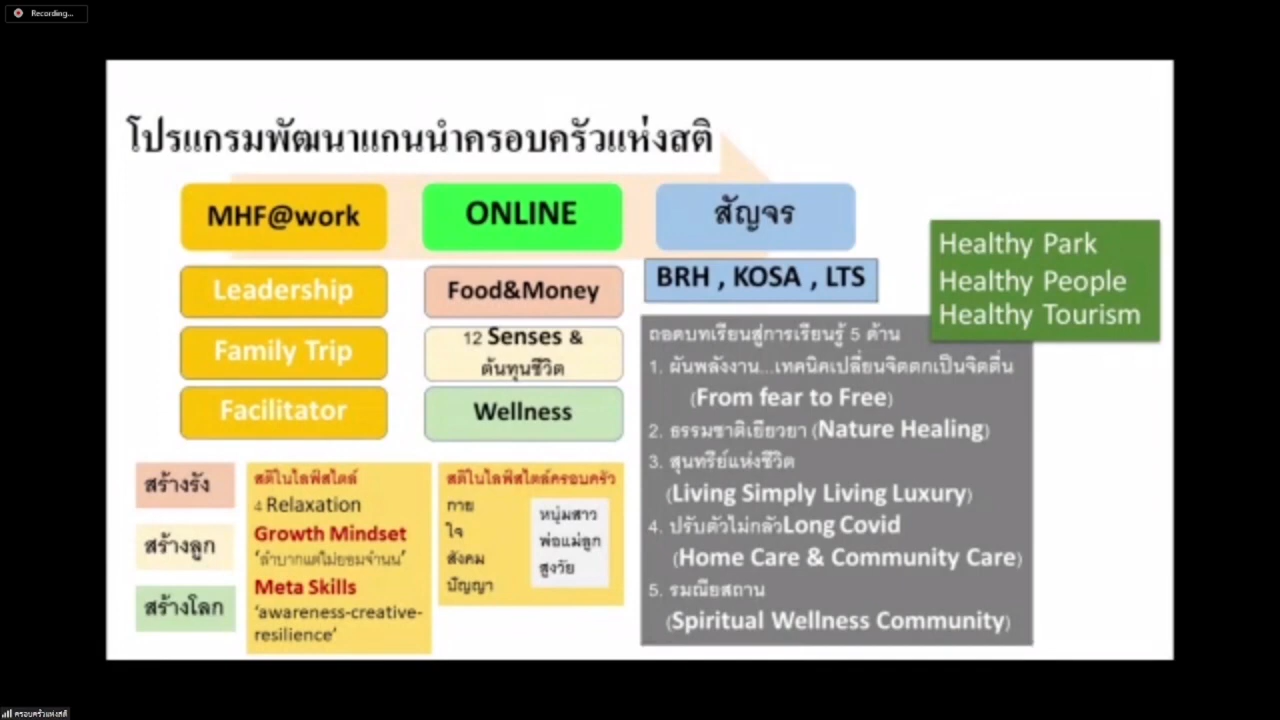 Recording...
โปรแกรมพัฒนาแกนนำครอบครัวแห่งสติ
MHF@work
ONLINE
สัญจร
Leadership
Family Trip
Facilitator
Food&Money
12 Senses &
ต้นทุนชีวิต
Wellness
BRH , KOSA , LTS
Healthy Park
Healthy People
Healthy Tourism
ถอดบทเรียนสู่การเรียนรู้ 5 ด้าน
1. ผันพลังงาน...เทคนิคเปลี่ยนจิตตกเป็นจิตตื่น
(From fear to Free)
2. ธรรมชาติเยียวยา (Nature Healing)
3. สุนทรีย์แห่งชีวิต
(Living Simply Living Luxury)
4. ปรับตัวไม่กลัวLong Covid
(Home Care & Community Care)
5. รมณียสถาน
(Spiritual Wellness Community)
สร้างรัง
สร้างลูก
สร้างโลก
สติในไลฟ์สไตล์
4 Relaxation
Growth Mindset
‘ลำบากแต่ไม่ยอมจำนน’
Meta Skills
‘awareness-creative-
resilience’
สติในไลฟ์สไตล์ครอบครัว
กาย
ใจ
สังคม
ปัญญา
หนุ่มสาว
พ่อแม่ลูก
สูงวัย
ครอบครัวแห่งสติ